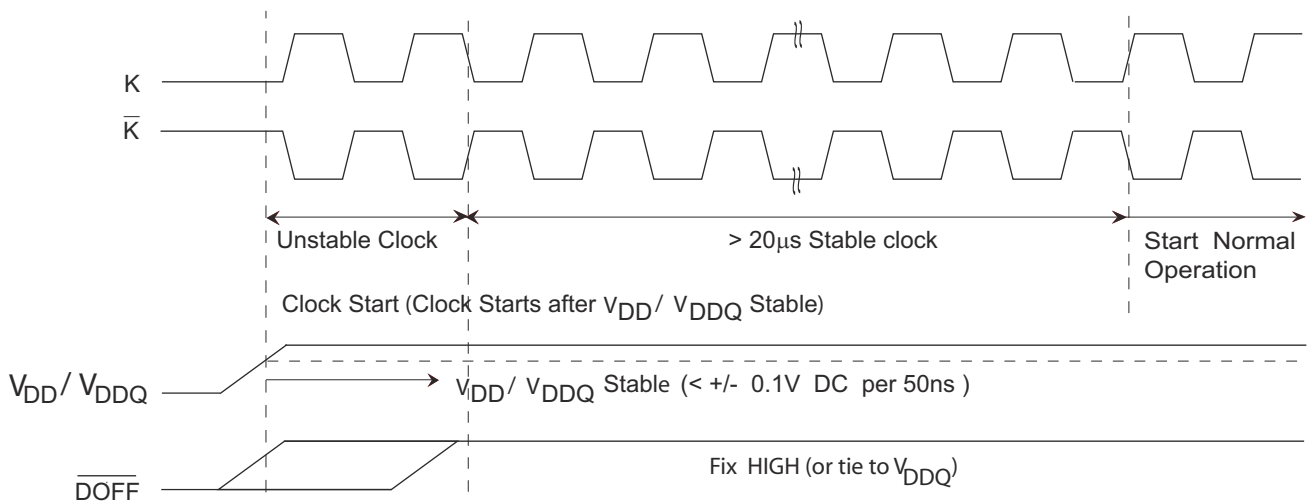 K
K̅
Unstable Clock
> 20μs Stable clock
Start Normal
Operation
Clock Start (Clock Starts after VDD/ VDDQ Stable)
VDD/ VDDQ
VDD/ VDDQ Stable (< +/- 0.1V DC per 50ns )
Fix HIGH (or tie to VDDQ)
D̅O̅F̅F̅